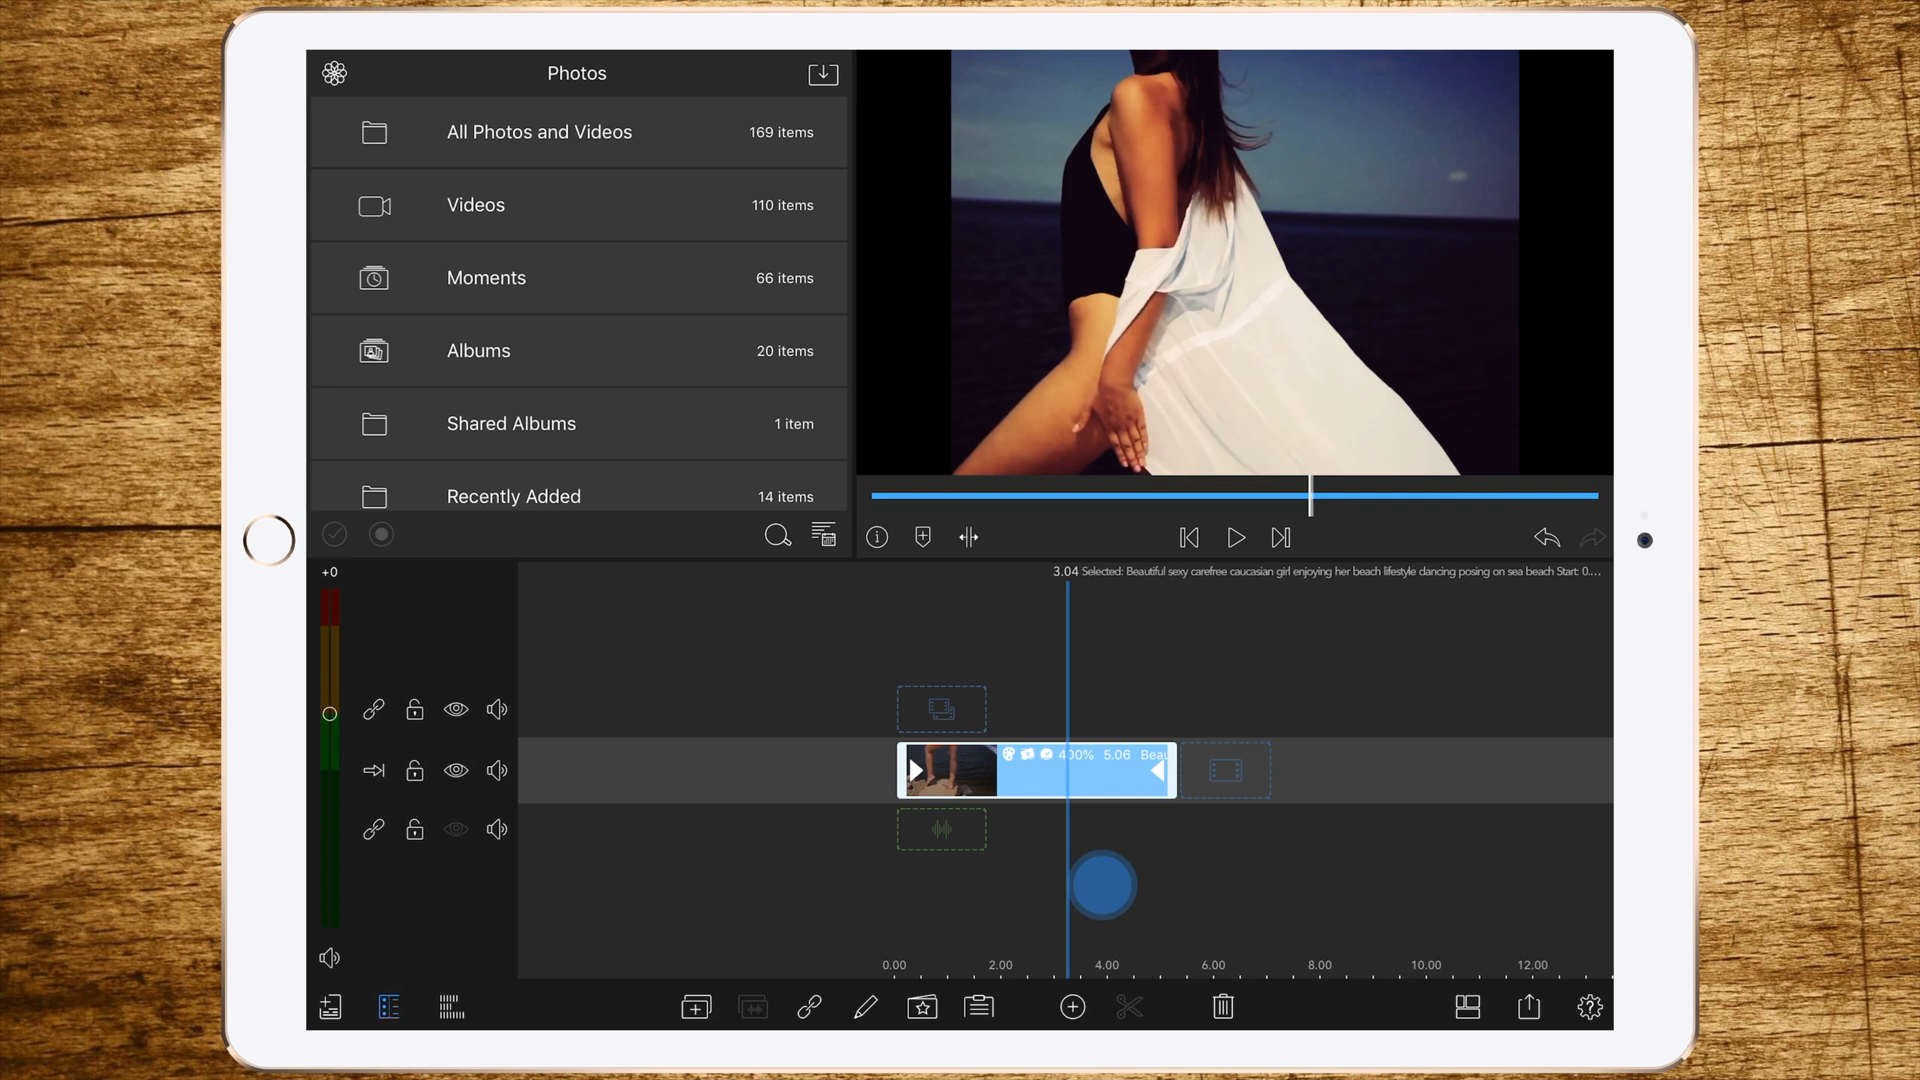 Photos
All Photos and Videos 169 items
Videos 110 items
Moments 66 items
Albums 20 items
Shared Albums 1 item
Recently Added 14 items
+0
3.04 Selected: Beautiful sexy carefree caucasian girl enjoying her beach lifestyle dancing posing on sea beach Start: 0....
400% 5.06 Beau
0.00 2.00 4.00 6.00 8.00 10.00 12.00